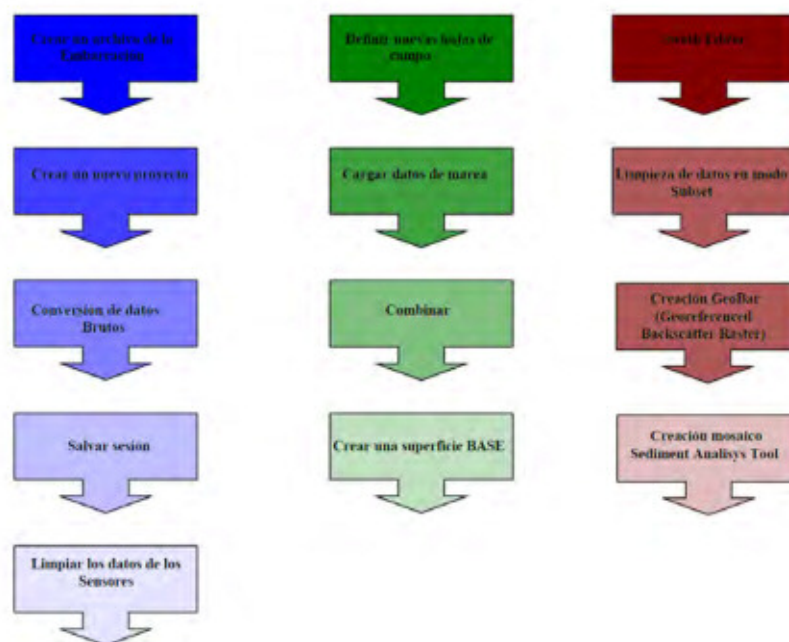 Crear un archivo de la
Embarcacion
Crear un nuevo proyecto
Conversion de datos
Brutos
Salvar sesión
Limpiar los datos de los
Sensores
Definir nuevas hojas de
campo
Cargar datos de marea
Combinar
Crear una superficie BASE
Limpieza de datos en modo
Subset
Creación GeoBar
(Georeferenced
Backscatter Raster)
Creación mosaico
Sediment Analisys Tool